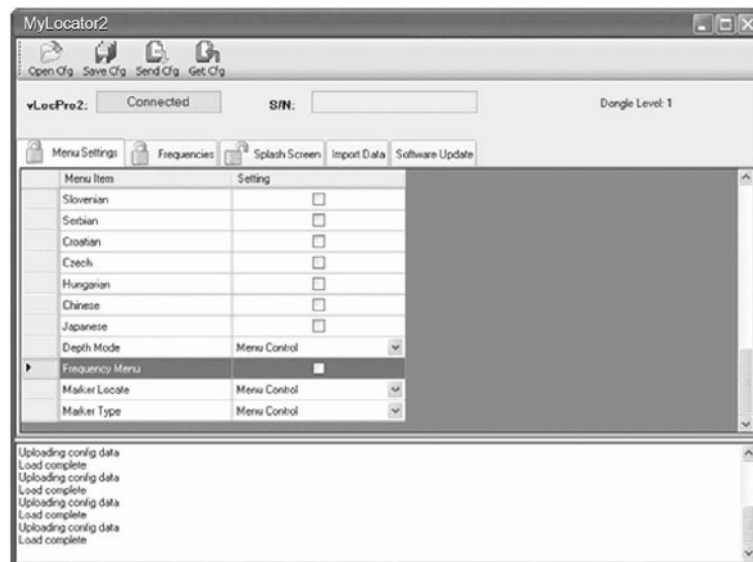 MyLocator2
Open Cfg Save Cfg Send Cfg Get Cfg
vLocPro2: Connected S/N: Dongle Level: 1
Menu Settings Frequencies Splash Screen Import Data Software Update
Menu Item Setting
Slovenian
Serbian
Croatian
Czech
Hungarian
Chinese
Japanese
Depth Mode Menu Control
Frequency Menu
Marker Locate Menu Control
Marker Type Menu Control
Uploading config data
Load complete
Uploading config data
Load complete
Uploading config data
Load complete
Uploading config data
Load complete